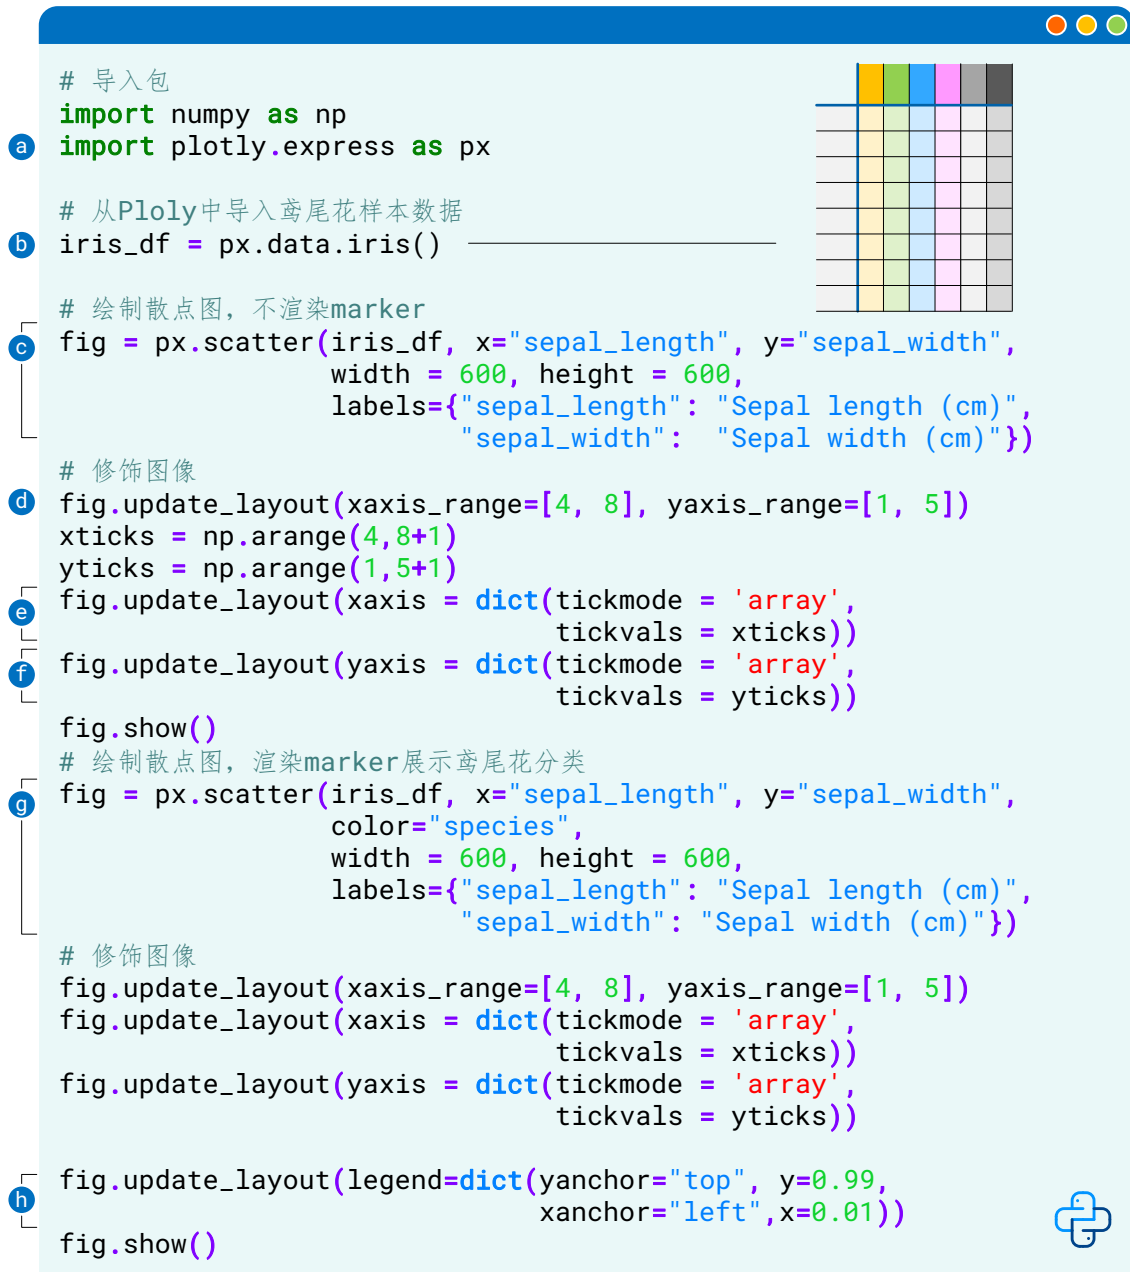 # 导入包
import numpy as np
a import plotly.express as px
# 从Ploly中导入鸢尾花样本数据
b iris_df = px.data.iris()
# 绘制散点图，不渲染marker
c fig = px.scatter(iris_df, x="sepal_length", y="sepal_width",
width = 600, height = 600,
labels={"sepal_length": "Sepal length (cm)",
"sepal_width":  "Sepal width (cm)"})
# 修饰图像
d fig.update_layout(xaxis_range=[4, 8], yaxis_range=[1, 5])
xticks = np.arange(4,8+1)
yticks = np.arange(1,5+1)
e fig.update_layout(xaxis = dict(tickmode = 'array',
tickvals = xticks))
f fig.update_layout(yaxis = dict(tickmode = 'array',
tickvals = yticks))
fig.show()
# 绘制散点图，渲染marker展示鸢尾花分类
g fig = px.scatter(iris_df, x="sepal_length", y="sepal_width",
color="species",
width = 600, height = 600,
labels={"sepal_length": "Sepal length (cm)",
"sepal_width": "Sepal width (cm)"})
# 修饰图像
fig.update_layout(xaxis_range=[4, 8], yaxis_range=[1, 5])
fig.update_layout(xaxis = dict(tickmode = 'array',
tickvals = xticks))
fig.update_layout(yaxis = dict(tickmode = 'array',
tickvals = yticks))
h fig.update_layout(legend=dict(yanchor="top", y=0.99,
xanchor="left",x=0.01))
fig.show()